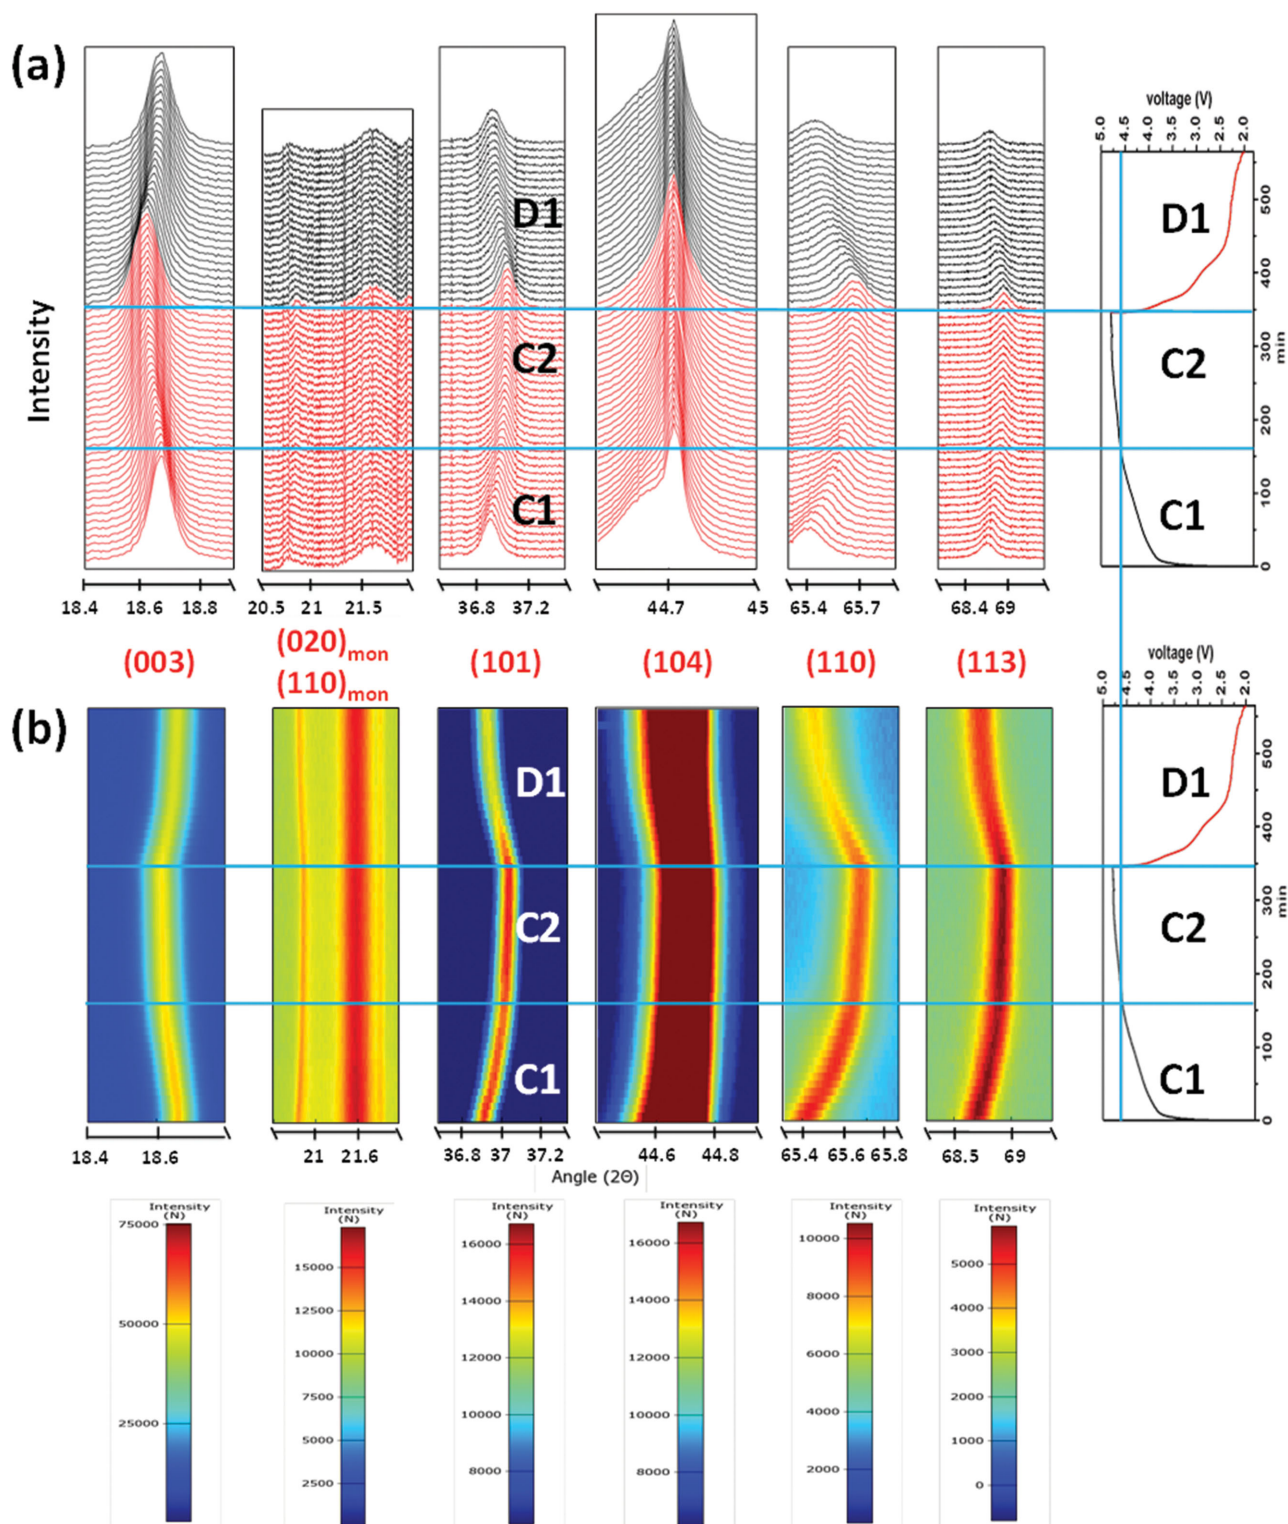 (a)
Intensity
D1
C2
C1
18.4 18.6 18.8
20.5 21 21.5
36.8 37.2
44.7 45
65.4 65.7
68.4 69
voltage (V)
5.0 4.5 4.0 3.5 3.0 2.5 2.0
D1
C2
C1
0 100 200 300 400 500
min
(003)
(020)mon
(110)mon
(101)
(104)
(110)
(113)
(b)
D1
C2
C1
18.4 18.6
21 21.6
36.8 37 37.2
44.6 44.8
65.4 65.6 65.8
68.5 69
Angle (2Θ)
voltage (V)
5.0 4.5 4.0 3.5 3.0 2.5 2.0
D1
C2
C1
0 100 200 300 400 500
min
Intensity
(N)
75000
50000
25000
Intensity
(N)
15000
12500
10000
7500
5000
2500
Intensity
(N)
16000
14000
12000
10000
8000
Intensity
(N)
16000
14000
12000
10000
8000
Intensity
(N)
10000
8000
6000
4000
2000
Intensity
(N)
5000
4000
3000
2000
1000
0